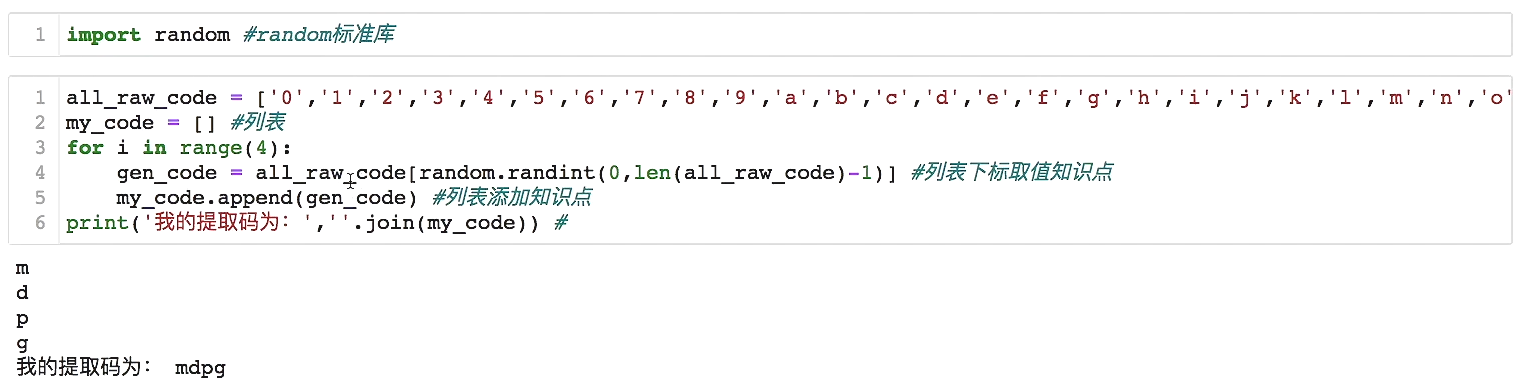 1 import random #random标准库
1 all_raw_code = ['0','1','2','3','4','5','6','7','8','9','a','b','c','d','e','f','g','h','i','j','k','l','m','n','o'
2 my_code = [] #列表
3 for i in range(4):
4     gen_code = all_raw_code[random.randint(0,len(all_raw_code)-1)] #列表下标取值知识点
5     my_code.append(gen_code) #列表添加知识点
6 print('我的提取码为：',''.join(my_code)) #
m
d
p
g
我的提取码为： mdpg